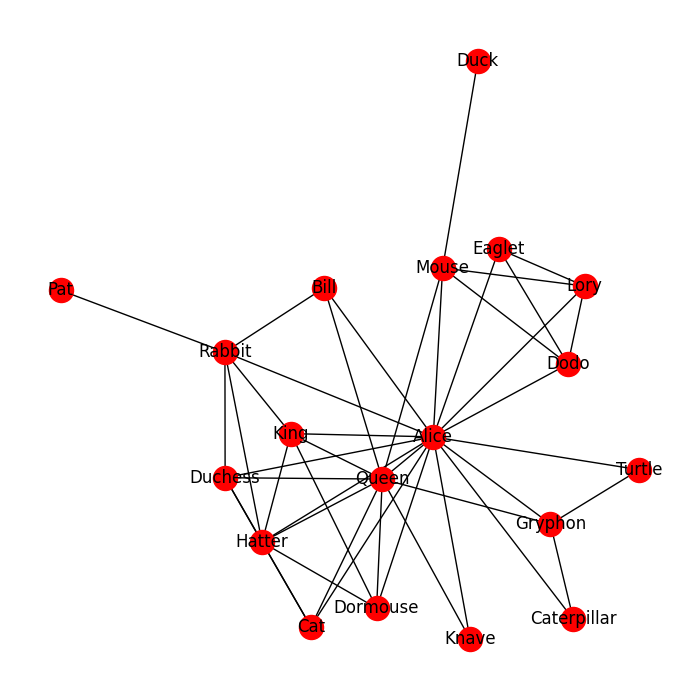 Duck
Eaglet
Mouse
Lory
Bill
Pat
Rabbit
Dodo
King
Alice
Turtle
Duchess
Queen
Gryphon
Hatter
Dormouse
Caterpillar
Cat
Knave